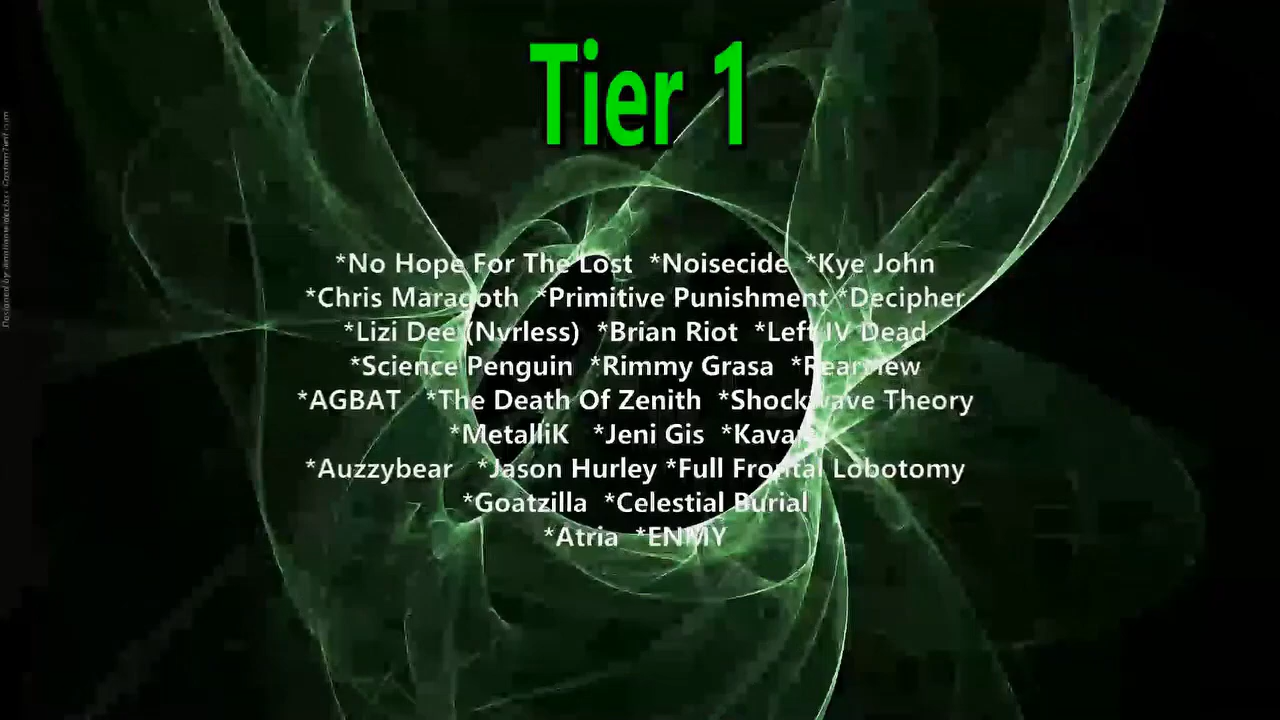 Tier 1
*No Hope For The Lost *Noisecide *Kye John
*Chris Maragoth *Primitive Punishment *Decipher
*Lizi Dee (Nvrless) *Brian Riot *Left IV Dead
*Science Penguin *Rimmy Grasa *Rearview
*AGBAT *The Death Of Zenith *Shockwave Theory
*MetalliK *Jeni Gis
*Auzzybear *Jason Hurley *Full Frontal Lobotomy
*Goatzilla *Celestial Burial
*Atria *ENMY
Designed by